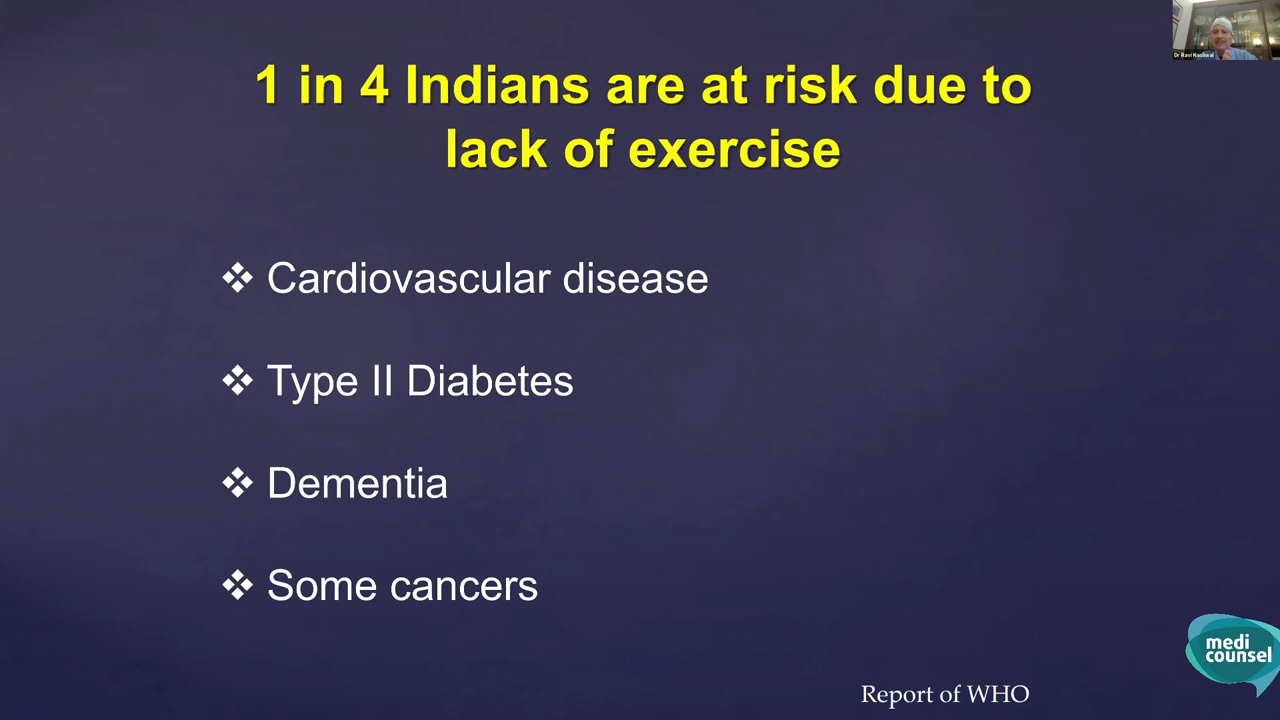 1 in 4 Indians are at risk due to
lack of exercise
❖ Cardiovascular disease
❖ Type II Diabetes
❖ Dementia
❖ Some cancers
Report of WHO
medi
counsel